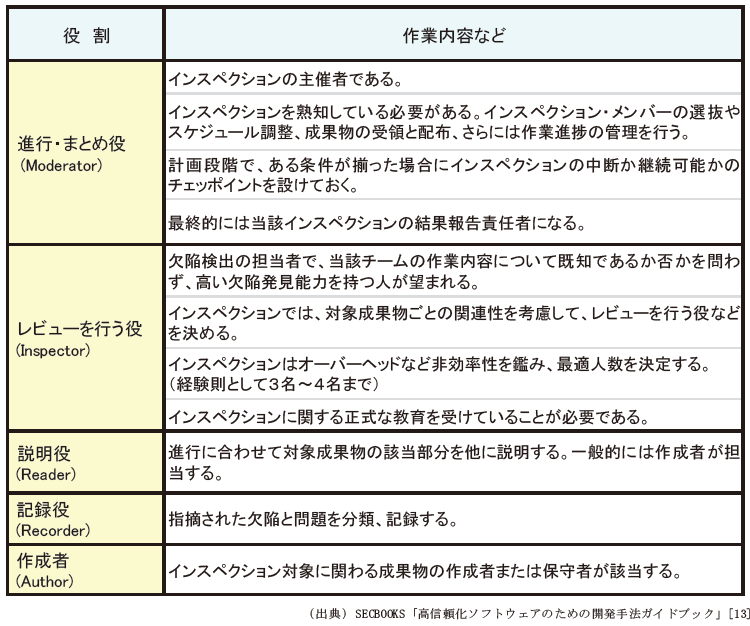 役 割
作業内容など
進行・まとめ役
(Moderator)
インスペクションの主催者である。
インスペクションを熟知している必要がある。インスペクション・メンバーの選抜や
スケジュール調整、成果物の受領と配布、さらには作業進捗の管理を行う。
計画段階で、ある条件が揃った場合にインスペクションの中断か継続可能かの
チェッポイントを設けておく。
最終的には当該インスペクションの結果報告責任者になる。
レビューを行う役
(Inspector)
欠陥検出の担当者で、当該チームの作業内容について既知であるか否かを問わ
ず、高い欠陥発見能力を持つ人が望まれる。
インスペクションでは、対象成果物ごとの関連性を考慮して、レビューを行う役など
を決める。
インスペクションはオーバーヘッドなど非効率性を鑑み、最適人数を決定する。
(経験則として3名～4名まで)
インスペクションに関する正式な教育を受けていることが必要である。
説明役
(Reader)
進行に合わせて対象成果物の該当部分を他に説明する。一般的には作成者が担
当する。
記録役
(Recorder)
指摘された欠陥と問題を分類、記録する。
作成者
(Author)
インスペクション対象に関わる成果物の作成者または保守者が該当する。
(出典) SECBOOKS「高信頼化ソフトウェアのための開発手法ガイドブック」[13]